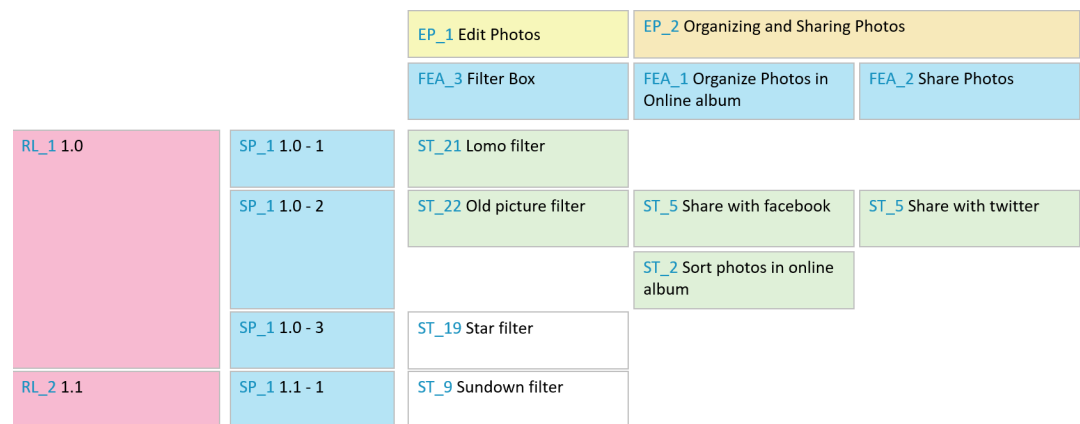 EP_1 Edit Photos
EP_2 Organizing and Sharing Photos
FEA_3 Filter Box
FEA_1 Organize Photos in
Online album
FEA_2 Share Photos
RL_1 1.0
SP_1 1.0 - 1
ST_21 Lomo filter
SP_1 1.0 - 2
ST_22 Old picture filter
ST_5 Share with facebook
ST_5 Share with twitter
ST_2 Sort photos in online
album
SP_1 1.0 - 3
ST_19 Star filter
RL_2 1.1
SP_1 1.1 - 1
ST_9 Sundown filter